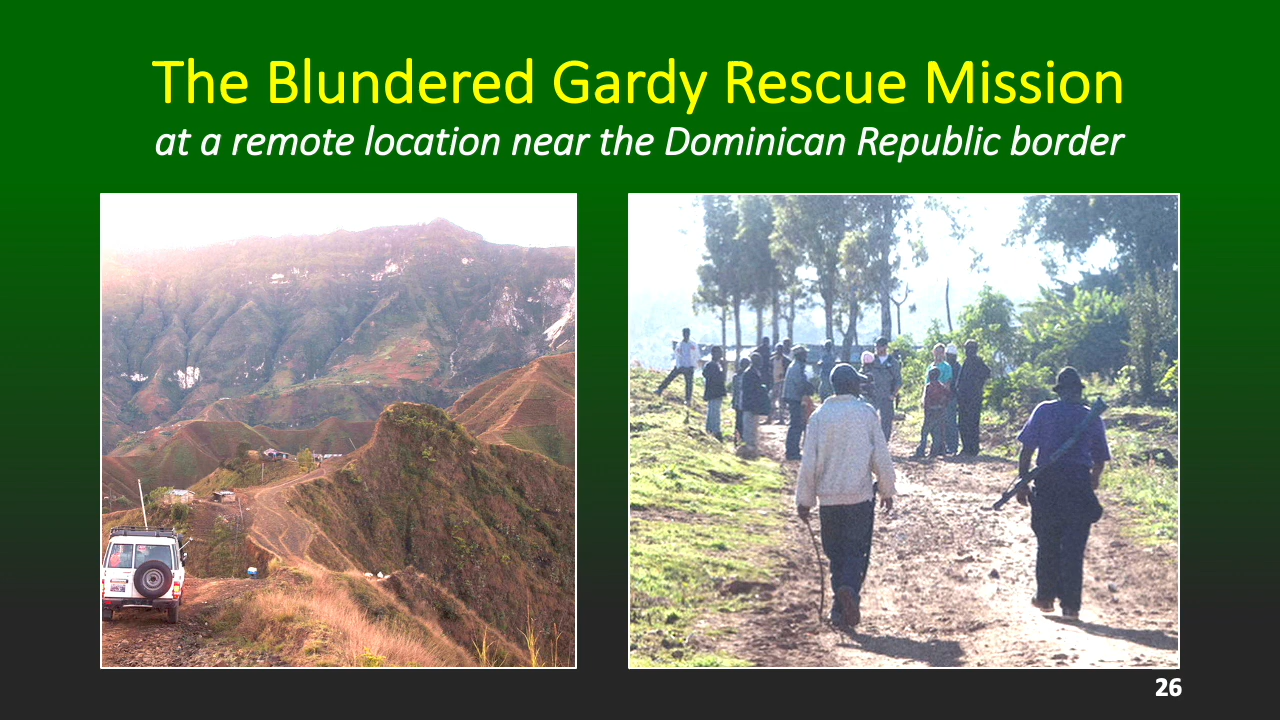 The Blundered Gardy Rescue Mission
at a remote location near the Dominican Republic border
26